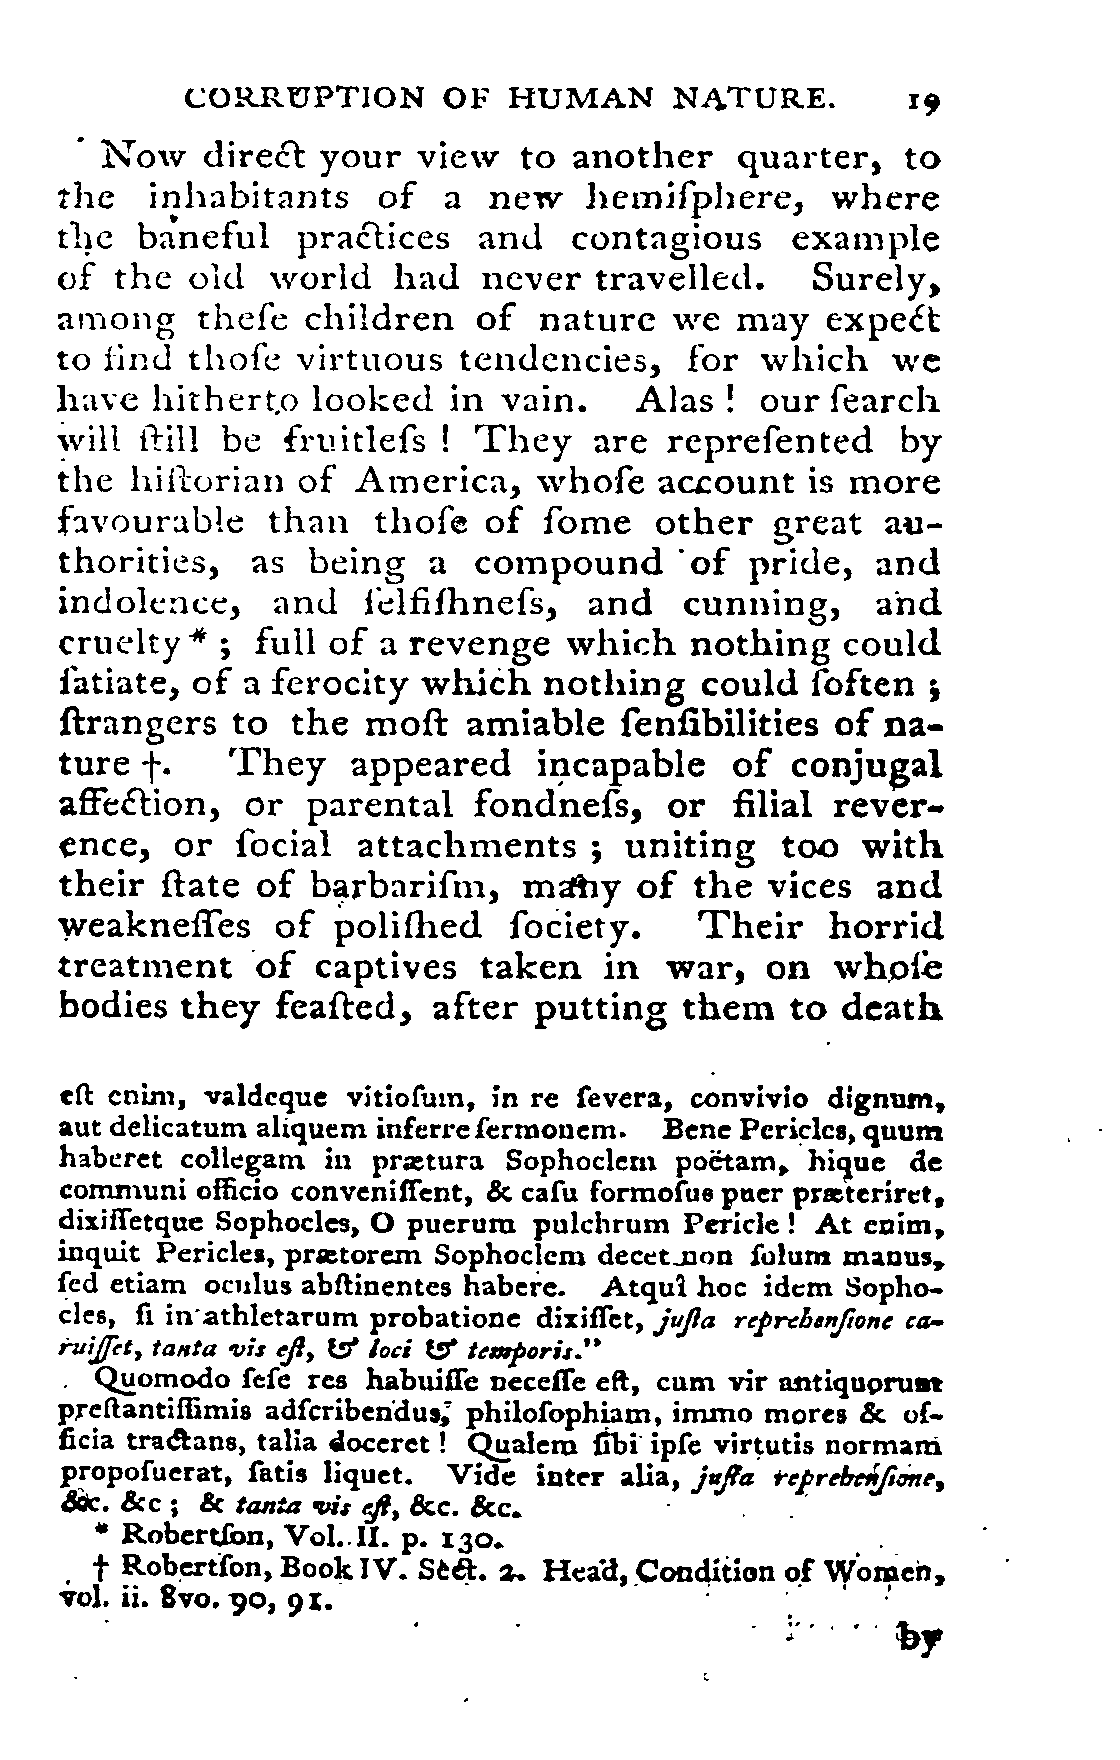 CORRUPTION OF HUMAN NATURE. 19
Now direct your view to another quarter, to
the inhabitants of a new hemiſphere, where
the baneful practices and contagious example
of the old world had never travelled. Surely,
among theſe children of nature we may expect
to find thoſe virtuous tendencies, for which we
have hitherto looked in vain. Alas ! our ſearch
will ſtill be fruitleſs ! They are repreſented by
the hiſtorian of America, whoſe account is more
favourable than thoſe of ſome other great au-
thorities, as being a compound of pride, and
indolence, and ſelfiſhneſs, and cunning, and
cruelty * ; full of a revenge which nothing could
ſatiate, of a ferocity which nothing could ſoften ;
ſtrangers to the moſt amiable ſenſibilities of na-
ture †. They appeared incapable of conjugal
affection, or parental fondneſs, or filial rever-
ence, or ſocial attachments ; uniting too with
their ſtate of barbariſm, many of the vices and
weakneſſes of poliſhed ſociety. Their horrid
treatment of captives taken in war, on whoſe
bodies they feaſted, after putting them to death
eſt enim, valdeque vitioſum, in re ſevera, convivio dignum,
aut delicatum aliquem inferre ſermonem. Bene Pericles, quum
haberet collegam in prætura Sophoclem poëtam, hique de
communi officio conveniſſent, & caſu formoſus puer præteriret,
dixiſſetque Sophocles, O puerum pulchrum Pericle ! At enim,
inquit Pericles, prætorem Sophoclem decet non ſolum manus,
ſed etiam oculus abſtinentes habere. Atqui hoc idem Sopho-
cles, ſi in athletarum probatione dixiſſet, juſta reprehenſione ca-
ruiſſet, tanta vis eſt, & loci & temporis."
Quomodo ſeſe res habuiſſe neceſſe eſt, cum vir antiquorum
preſtantiſſimis adſcribendus, philoſophiam, immo mores & of-
ficia tractans, talia doceret ! Qualem ſibi ipſe virtutis normam
propoſuerat, ſatis liquet. Vide inter alia, juſta reprehenſione,
&c. &c ; & tanta vis eſt, &c. &c.
* Robertſon, Vol. II. p. 130.
† Robertſon, Book IV. Sect. 2. Head, Condition of Women,
vol. ii. 8vo. 90, 91.
by